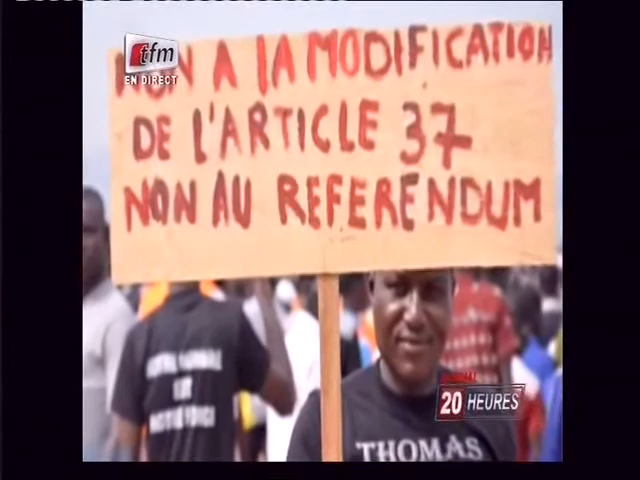 tfm
EN DIRECT
NON A LA MODIFICATION
DE L'ARTICLE 37
NON AU REFERENDUM
20 HEURES
THOMAS